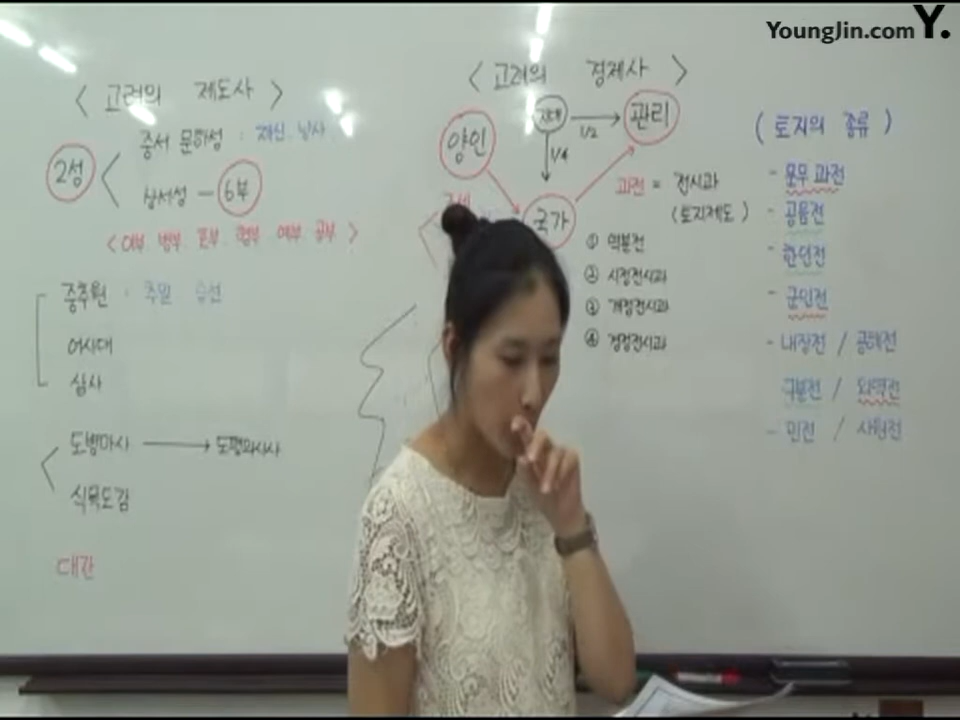 YoungJin.com Y.
< 고려의 제도사 >
2성
중서 문하성 : 재신, 낭사
상서성 - 6부
< 이부. 병부. 호부. 형부. 예부. 공부 >
중추원 : 추밀 승선
어사대
삼사
도병마사 → 도평의사사
식목도감
대간
< 고려의 경제사 >
양인
관리
1/2
1/4
국가
과전 = 전시과
(토지제도)
① 역분전
② 시정전시과
③ 개정전시과
④ 경정전시과
( 토지의 종류 )
- 문무 과전
- 공음전
- 한인전
- 군인전
- 내장전 / 공해전
구분전 / 외역전
- 민전 / 사원전